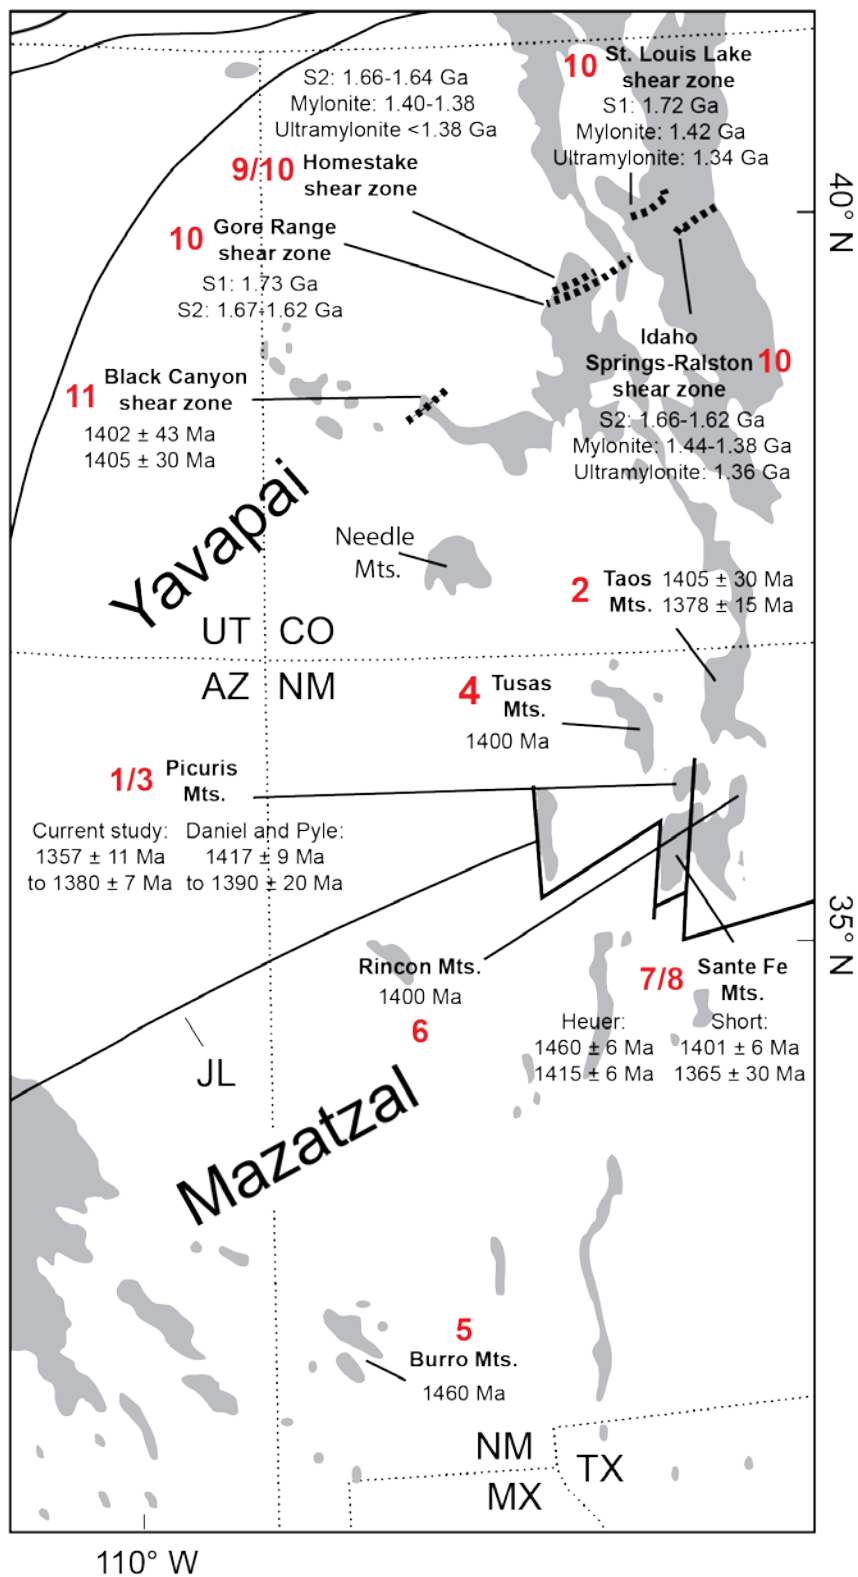 S2: 1.66-1.64 Ga
Mylonite: 1.40-1.38
Ultramylonite <1.38 Ga
9/10 Homestake
shear zone
10 St. Louis Lake
shear zone
S1: 1.72 Ga
Mylonite: 1.42 Ga
Ultramylonite: 1.34 Ga
40° N
10 Gore Range
shear zone
S1: 1.73 Ga
S2: 1.67-1.62 Ga
Idaho
Springs-Ralston 10
shear zone
S2: 1.66-1.62 Ga
Mylonite: 1.44-1.38 Ga
Ultramylonite: 1.36 Ga
11 Black Canyon
shear zone
1402 ± 43 Ma
1405 ± 30 Ma
Yavapai
Needle
Mts.
2 Taos 1405 ± 30 Ma
Mts. 1378 ± 15 Ma
UT CO
AZ NM
4 Tusas
Mts.
1400 Ma
1/3 Picuris
Mts.
Current study: Daniel and Pyle:
1357 ± 11 Ma 1417 ± 9 Ma
to 1380 ± 7 Ma to 1390 ± 20 Ma
35° N
Rincon Mts.
1400 Ma
6
7/8 Sante Fe
Mts.
Heuer: Short:
1460 ± 6 Ma 1401 ± 6 Ma
1415 ± 6 Ma 1365 ± 30 Ma
JL
Mazatzal
5
Burro Mts.
1460 Ma
NM
TX
MX
110° W